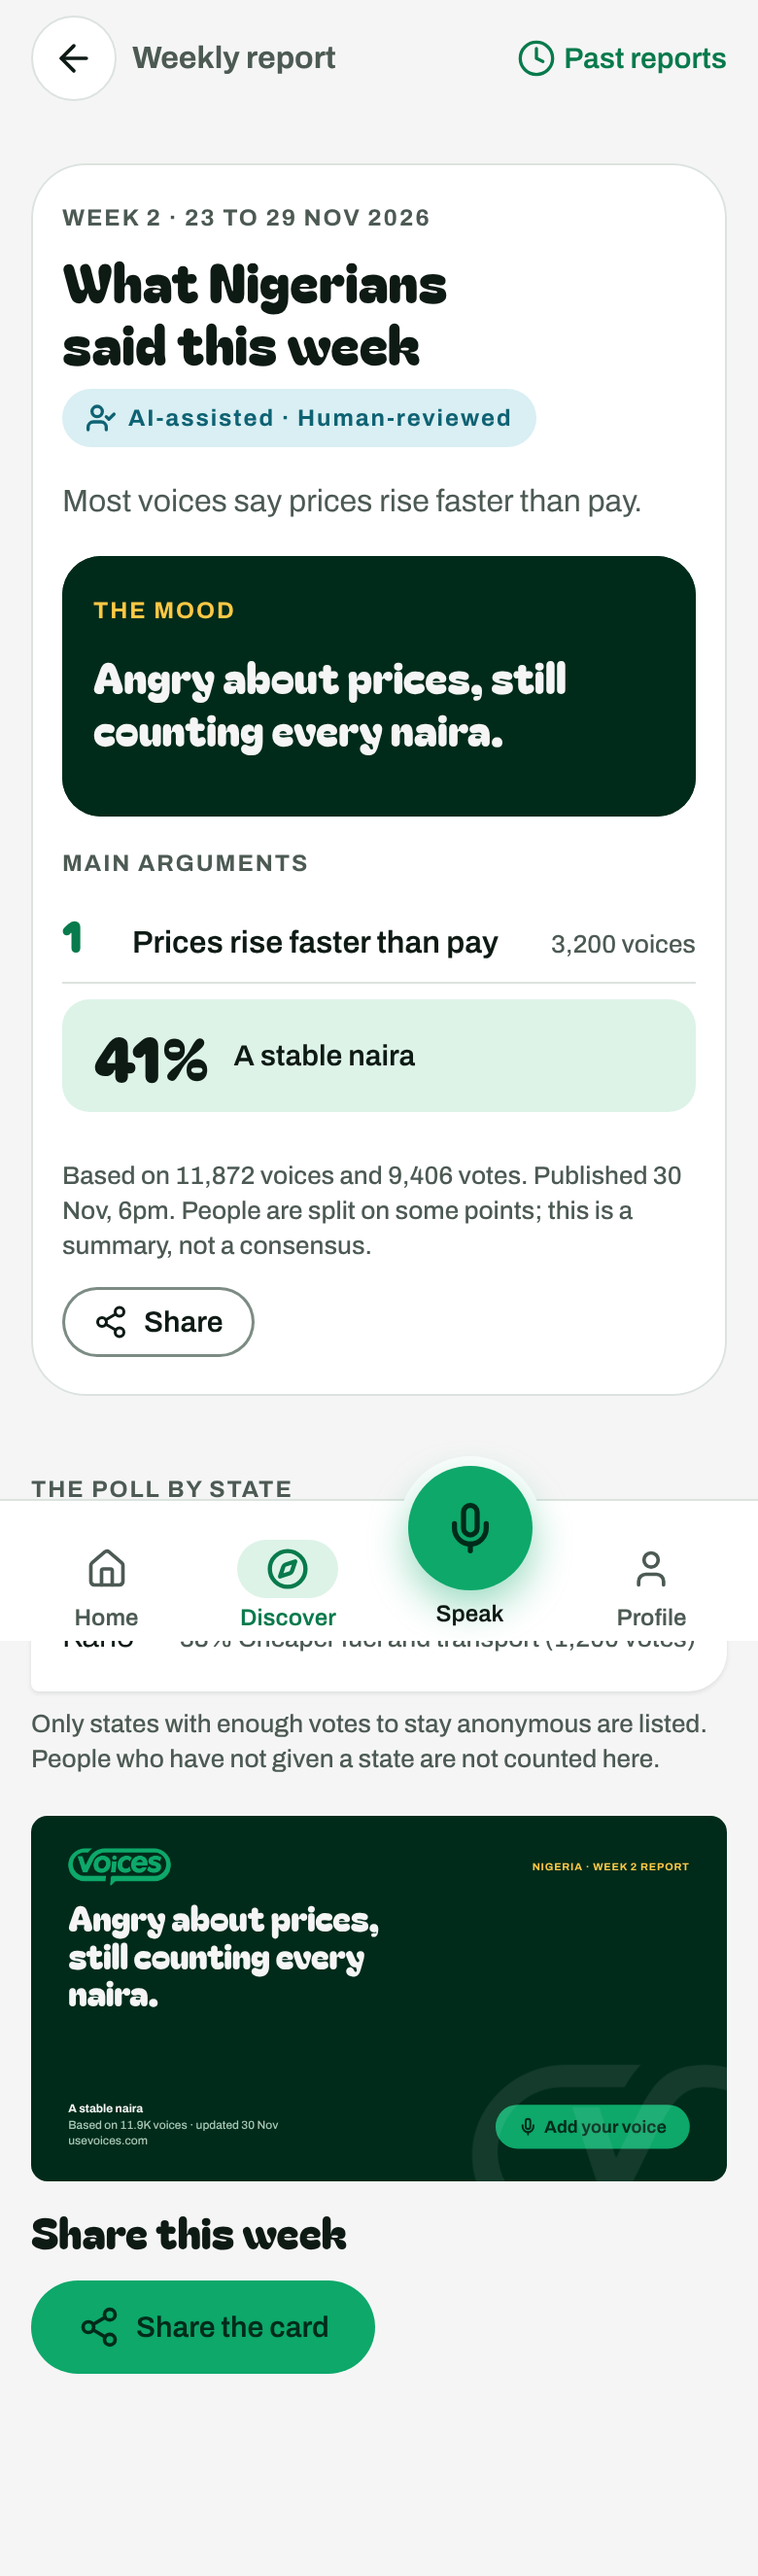 Weekly report
Past reports
WEEK 2 · 23 TO 29 NOV 2026
What Nigerians
said this week
AI-assisted · Human-reviewed
Most voices say prices rise faster than pay.
THE MOOD
Angry about prices, still
counting every naira.
MAIN ARGUMENTS
1 Prices rise faster than pay 3,200 voices
41% A stable naira
Based on 11,872 voices and 9,406 votes. Published 30
Nov, 6pm. People are split on some points; this is a
summary, not a consensus.
Share
THE POLL BY STATE
Home
Discover
Speak
Profile
Only states with enough votes to stay anonymous are listed.
People who have not given a state are not counted here.
voices
NIGERIA · WEEK 2 REPORT
Angry about prices,
still counting every
naira.
A stable naira
Based on 11.9K voices · updated 30 Nov
usevoices.com
Add your voice
Share this week
Share the card